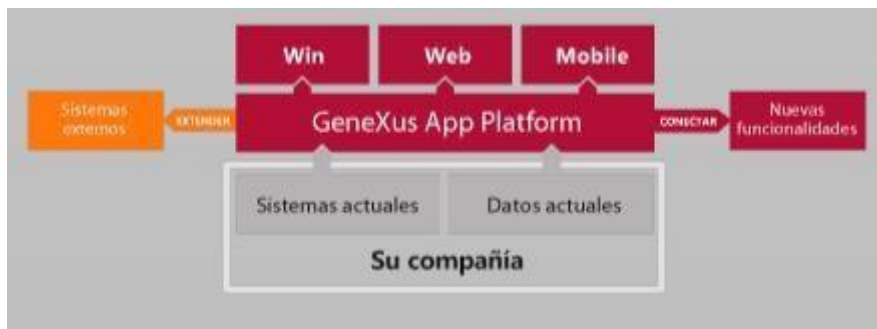 Win
Web
Mobile
Sistemas
externos
EXTENDER
GeneXus App Platform
CONECTAR
Nuevas
funcionalidades
Sistemas actuales
Datos actuales
Su compañía